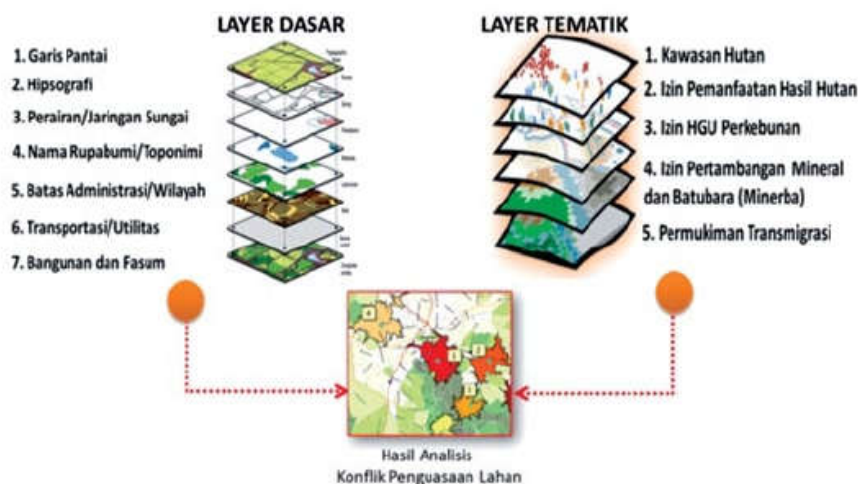 LAYER DASAR
1. Garis Pantai
2. Hipsografi
3. Perairan/Jaringan Sungai
4. Nama Rupabumi/Toponimi
5. Batas Administrasi/Wilayah
6. Transportasi/Utilitas
7. Bangunan dan Fasum
LAYER TEMATIK
1. Kawasan Hutan
2. Izin Pemanfaatan Hasil Hutan
3. Izin HGU Perkebunan
4. Izin Pertambangan Mineral
dan Batubara (Minerba)
5. Permukiman Transmigrasi
4
Hasil Analisis
Konflik Penguasaan Lahan